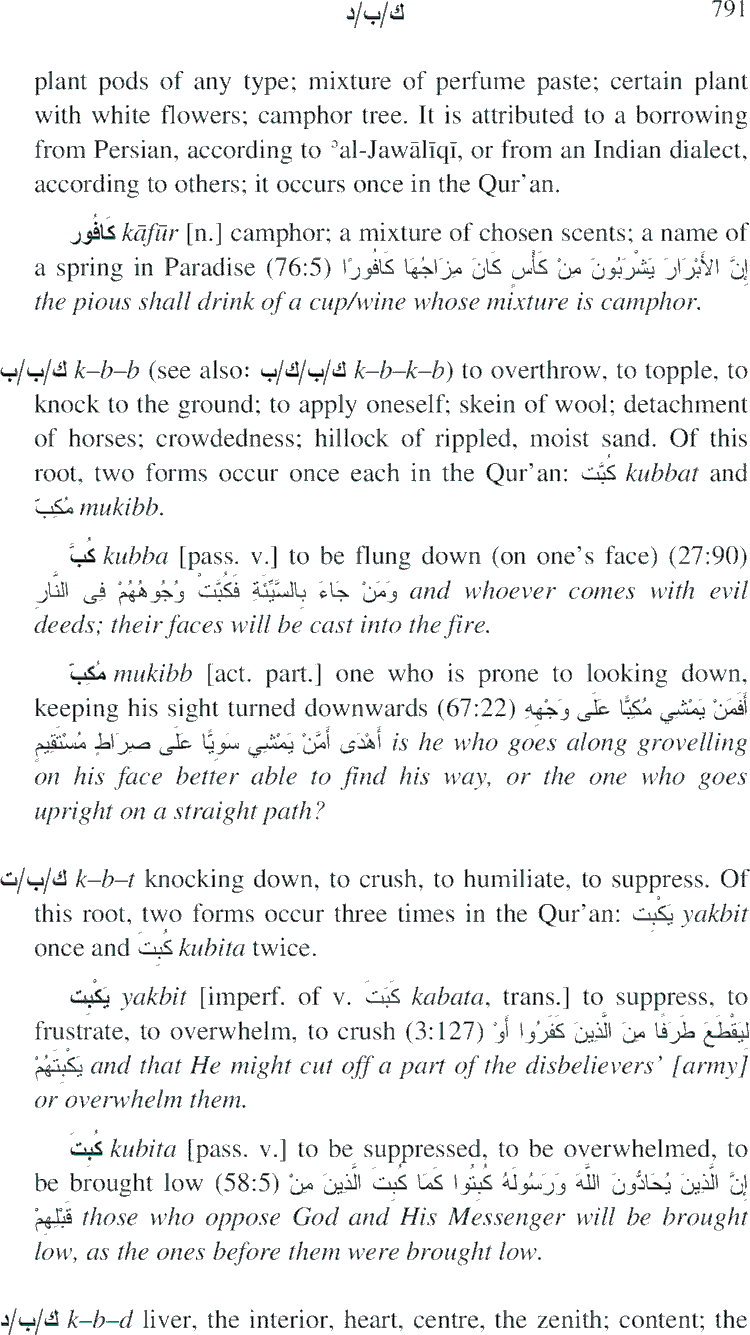 ك/ب/د 791
plant pods of any type; mixture of perfume paste; certain plant
with white flowers; camphor tree. It is attributed to a borrowing
from Persian, according to ʾal-Jawālīqī, or from an Indian dialect,
according to others; it occurs once in the Qur’an.
كَافُور kāfūr [n.] camphor; a mixture of chosen scents; a name of
a spring in Paradise (76:5) إِنَّ الأَبْرَارَ يَشْرَبُونَ مِنْ كَأْسٍ كَانَ مِزَاجُهَا كَافُورًا
the pious shall drink of a cup/wine whose mixture is camphor.
ك/ب/ب k–b–b (see also: ك/ب/ك/ب k–b–k–b) to overthrow, to topple, to
knock to the ground; to apply oneself; skein of wool; detachment
of horses; crowdedness; hillock of rippled, moist sand. Of this
root, two forms occur once each in the Qur’an: كُبَّت kubbat and
مُكِبّ mukibb.
كُبَّ kubba [pass. v.] to be flung down (on one’s face) (27:90)
وَمَنْ جَاءَ بِالسَّيِّئَةِ فَكُبَّتْ وُجُوهُهُمْ فِى النَّارِ and whoever comes with evil
deeds; their faces will be cast into the fire.
مُكِبّ mukibb [act. part.] one who is prone to looking down,
keeping his sight turned downwards (67:22) أَفَمَنْ يَمْشِي مُكِبًّا عَلَى وَجْهِهِ
أَهْدَى أَمَّنْ يَمْشِي سَوِيًّا عَلَى صِرَاطٍ مُسْتَقِيمٍ is he who goes along grovelling
on his face better able to find his way, or the one who goes
upright on a straight path?
ك/ب/ت k–b–t knocking down, to crush, to humiliate, to suppress. Of
this root, two forms occur three times in the Qur’an: يَكْبِت yakbit
once and كُبِتَ kubita twice.
يَكْبِت yakbit [imperf. of v. كَبَتَ kabata, trans.] to suppress, to
frustrate, to overwhelm, to crush (3:127) لِيَقْطَعَ طَرَفًا مِنَ الَّذِينَ كَفَرُوا أَوْ
يَكْبِتَهُمْ and that He might cut off a part of the disbelievers’ [army]
or overwhelm them.
كُبِتَ kubita [pass. v.] to be suppressed, to be overwhelmed, to
be brought low (58:5) إِنَّ الَّذِينَ يُحَادُّونَ اللَّهَ وَرَسُولَهُ كُبِتُوا كَمَا كُبِتَ الَّذِينَ مِنْ
قَبْلِهِمْ those who oppose God and His Messenger will be brought
low, as the ones before them were brought low.
ك/ب/د k–b–d liver, the interior, heart, centre, the zenith; content; the